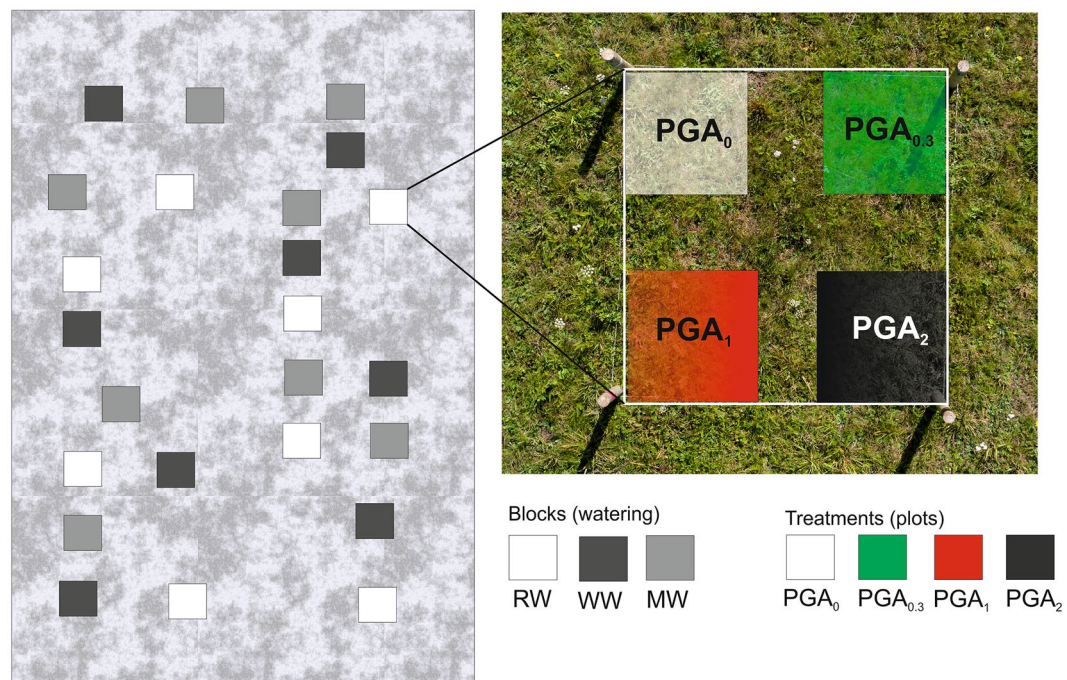 PGA0
PGA0.3
PGA1
PGA2
Blocks (watering)
RW WW MW
Treatments (plots)
PGA0 PGA0.3 PGA1 PGA2